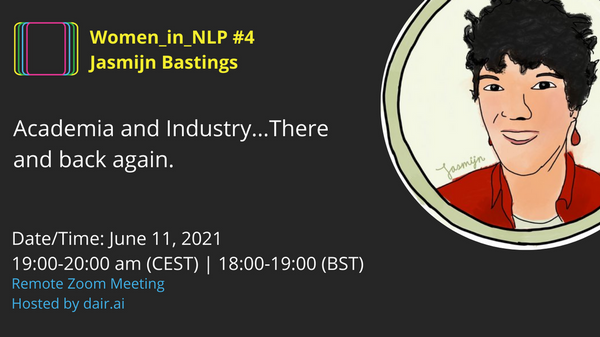 Women_in_NLP #4
Jasmijn Bastings
Academia and Industry...There
and back again.
Jasmijn
Date/Time: June 11, 2021
19:00-20:00 am (CEST) | 18:00-19:00 (BST)
Remote Zoom Meeting
Hosted by dair.ai